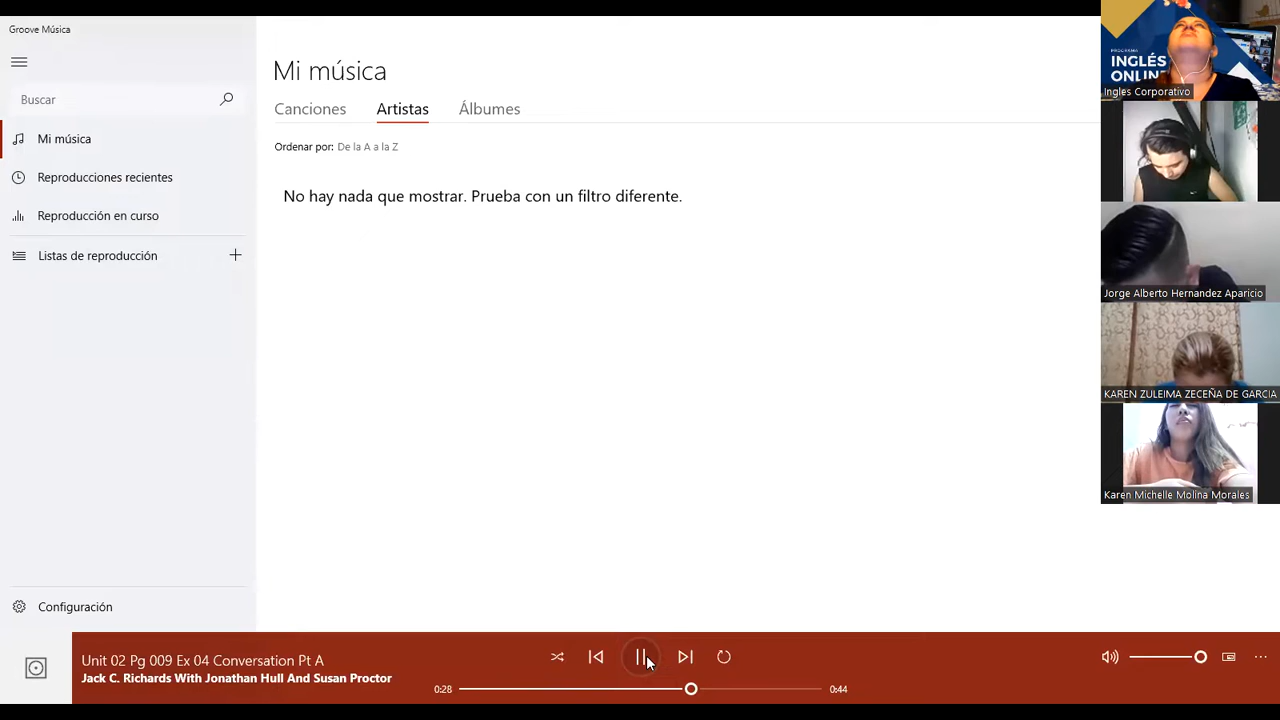 Groove Música
Buscar
Mi música
Reproducciones recientes
Reproducción en curso
Listas de reproducción
Configuración
Mi música
Canciones Artistas Álbumes
Ordenar por: De la A a la Z
No hay nada que mostrar. Prueba con un filtro diferente.
Unit 02 Pg 009 Ex 04 Conversation Pt A
Jack C. Richards With Jonathan Hull And Susan Proctor
0:28
0:44
PROGRAMA
INGLÉS
ONLINE
Ingles Corporativo
Jorge Alberto Hernandez Aparicio
KAREN ZULEIMA ZECEÑA DE GARCIA
Karen Michelle Molina Morales